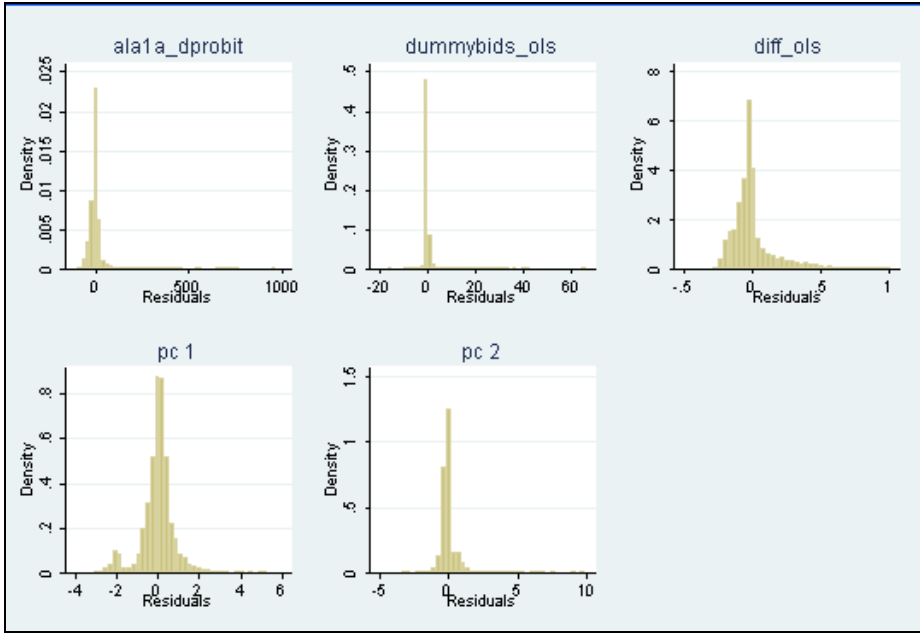 ala1a_dprobit
Density
0 .005 .01 .015 .02 .025
0 500 1000
Residuals
dummybids_ols
Density
0 .1 .2 .3 .4 .5
-20 0 20 40 60
Residuals
diff_ols
Density
0 2 4 6 8
-.5 0 .5 1
Residuals
pc 1
Density
0 .2 .4 .6 .8
-4 -2 0 2 4 6
Residuals
pc 2
Density
0 .5 1 1.5
-5 0 5 10
Residuals